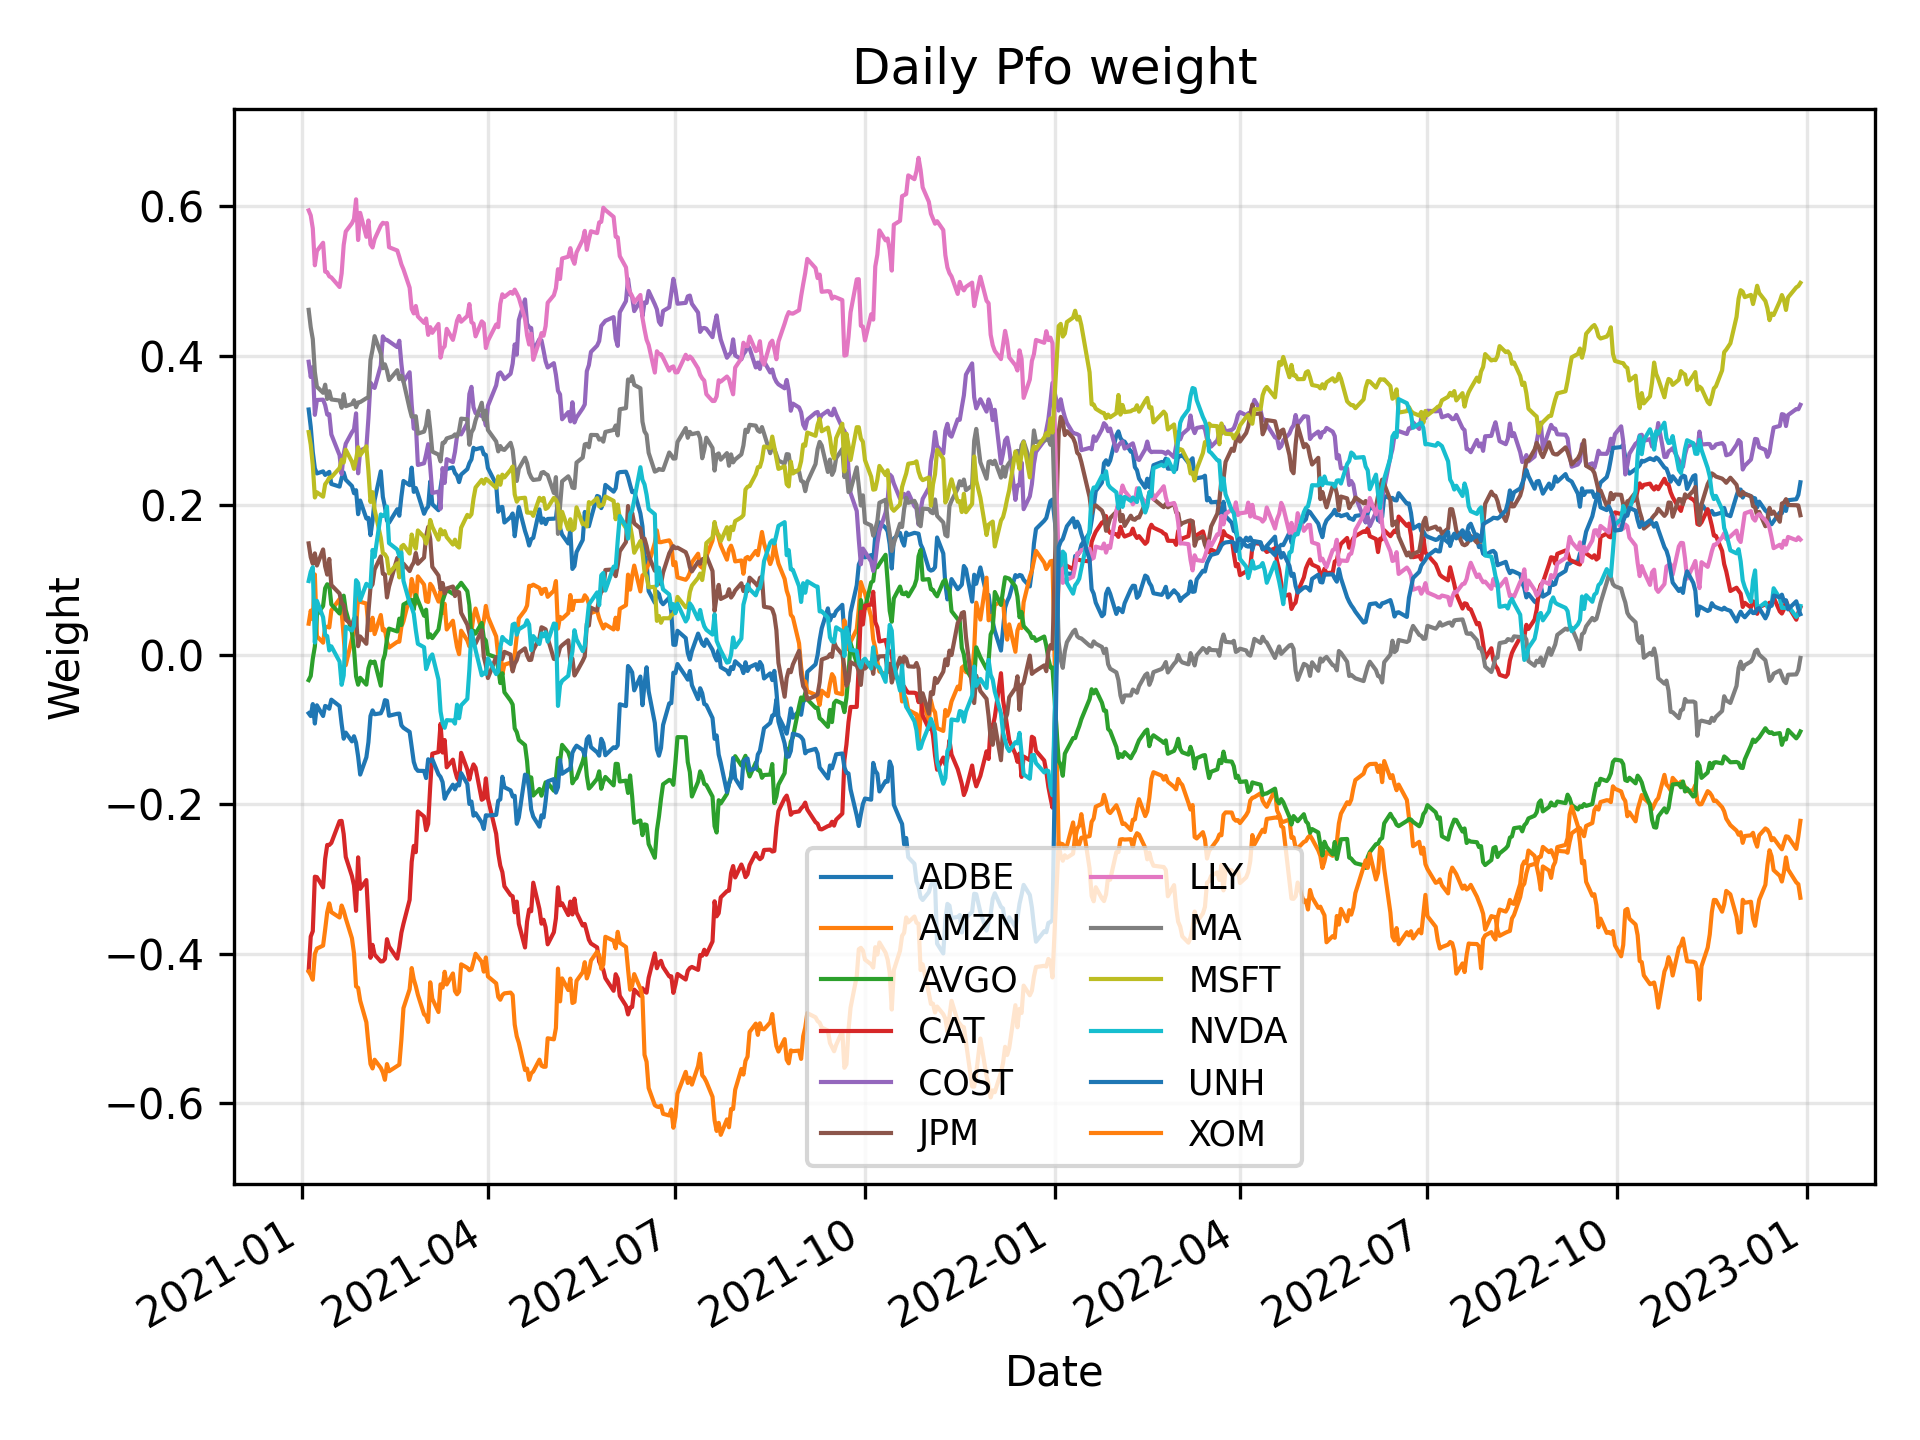 Daily Pfo weight
Weight
0.6
0.4
0.2
0.0
−0.2
−0.4
−0.6
ADBE
AMZN
AVGO
CAT
COST
JPM
LLY
MA
MSFT
NVDA
UNH
XOM
2021-01
2021-04
2021-07
2021-10
2022-01
2022-04
2022-07
2022-10
2023-01
Date